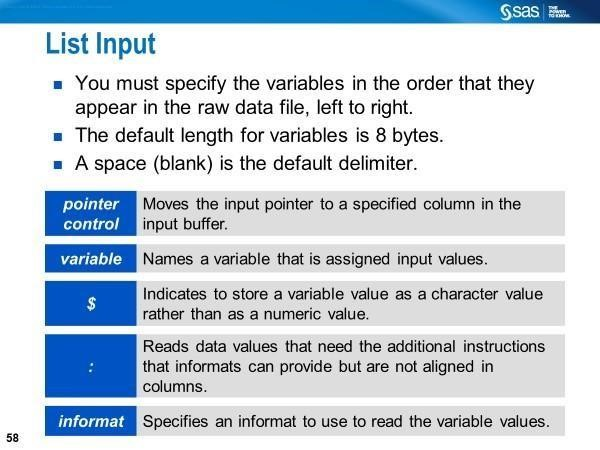 sas THE POWER TO KNOW.
List Input
You must specify the variables in the order that they
appear in the raw data file, left to right.
The default length for variables is 8 bytes.
A space (blank) is the default delimiter.
pointer control
Moves the input pointer to a specified column in the
input buffer.
variable
Names a variable that is assigned input values.
$
Indicates to store a variable value as a character value
rather than as a numeric value.
:
Reads data values that need the additional instructions
that informats can provide but are not aligned in
columns.
informat
Specifies an informat to use to read the variable values.
58